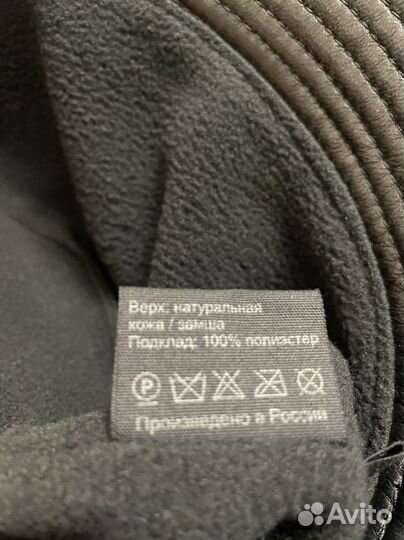 Верх: натуральная
кожа / замша
Подклад: 100% полиэстер
P
Произведено в России
Avito